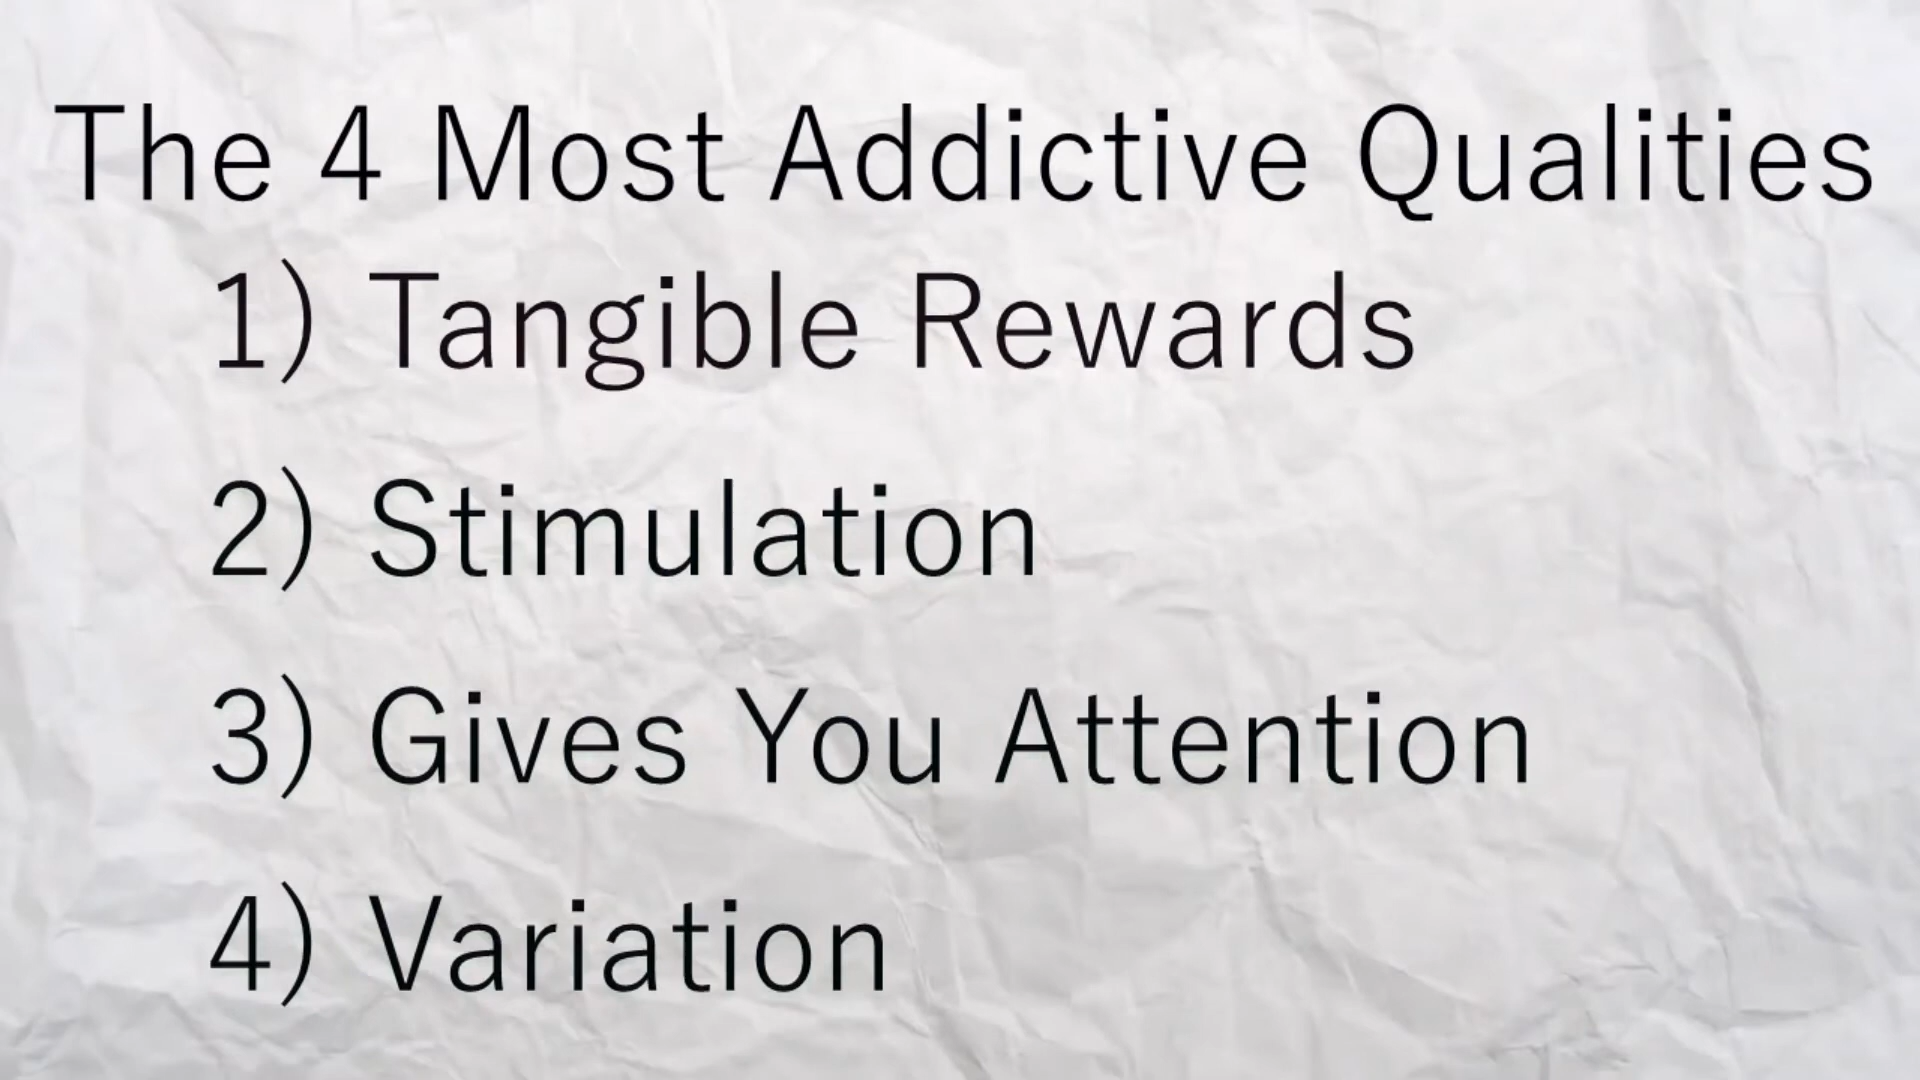 The 4 Most Addictive Qualities
1) Tangible Rewards
2) Stimulation
3) Gives You Attention
4) Variation